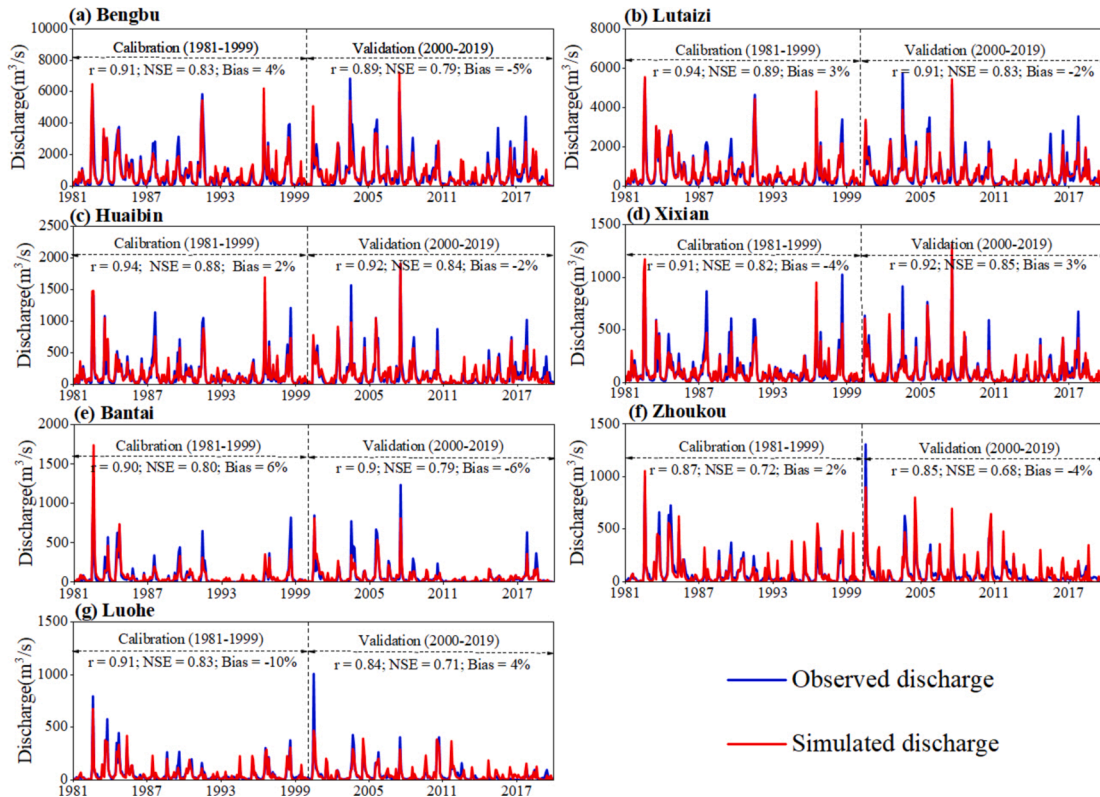 (a) Bengbu
Discharge(m³/s)
10000
8000
6000
4000
2000
0
Calibration (1981-1999)
r = 0.91; NSE = 0.83; Bias = 4%
Validation (2000-2019)
r = 0.89; NSE = 0.79; Bias = -5%
1981 1987 1993 1999 2005 2011 2017
(b) Lutaizi
Discharge(m³/s)
8000
6000
4000
2000
0
Calibration (1981-1999)
r = 0.94; NSE = 0.89; Bias = 3%
Validation (2000-2019)
r = 0.91; NSE = 0.83; Bias = -2%
1981 1987 1993 1999 2005 2011 2017
(c) Huaibin
Discharge(m³/s)
2500
2000
1500
1000
500
0
Calibration (1981-1999)
r = 0.94; NSE = 0.88; Bias = 2%
Validation (2000-2019)
r = 0.92; NSE = 0.84; Bias = -2%
1981 1987 1993 1999 2005 2011 2017
(d) Xixian
Discharge(m³/s)
1500
1000
500
0
Calibration (1981-1999)
r = 0.91; NSE = 0.82; Bias = -4%
Validation (2000-2019)
r = 0.92; NSE = 0.85; Bias = 3%
1981 1987 1993 1999 2005 2011 2017
(e) Bantai
Discharge(m³/s)
2000
1500
1000
500
0
Calibration (1981-1999)
r = 0.90; NSE = 0.80; Bias = 6%
Validation (2000-2019)
r = 0.9; NSE = 0.79; Bias = -6%
1981 1987 1993 1999 2005 2011 2017
(f) Zhoukou
Discharge(m³/s)
1500
1000
500
0
Calibration (1981-1999)
r = 0.87; NSE = 0.72; Bias = 2%
Validation (2000-2019)
r = 0.85; NSE = 0.68; Bias = -4%
1981 1987 1993 1999 2005 2011 2017
(g) Luohe
Discharge(m³/s)
1500
1000
500
0
Calibration (1981-1999)
r = 0.91; NSE = 0.83; Bias = -10%
Validation (2000-2019)
r = 0.84; NSE = 0.71; Bias = 4%
1981 1987 1993 1999 2005 2011 2017
Observed discharge
Simulated discharge